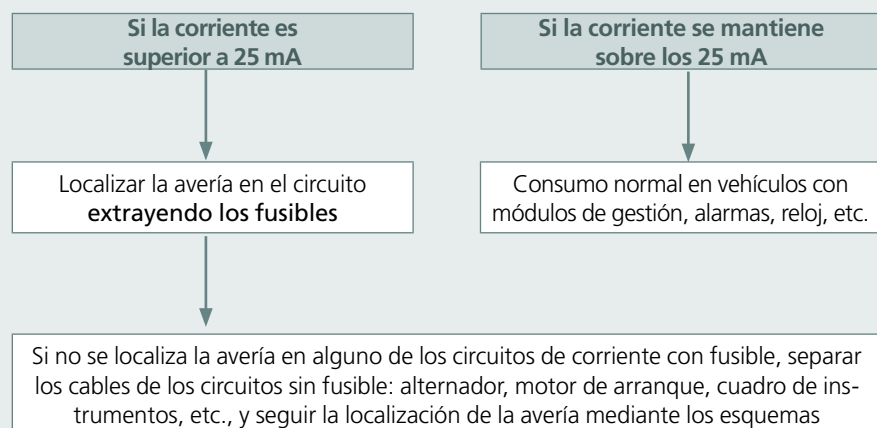 Si la corriente es
superior a 25 mA
Si la corriente se mantiene
sobre los 25 mA
Localizar la avería en el circuito
extrayendo los fusibles
Consumo normal en vehículos con
módulos de gestión, alarmas, reloj, etc.
Si no se localiza la avería en alguno de los circuitos de corriente con fusible, separar
los cables de los circuitos sin fusible: alternador, motor de arranque, cuadro de ins-
trumentos, etc., y seguir la localización de la avería mediante los esquemas